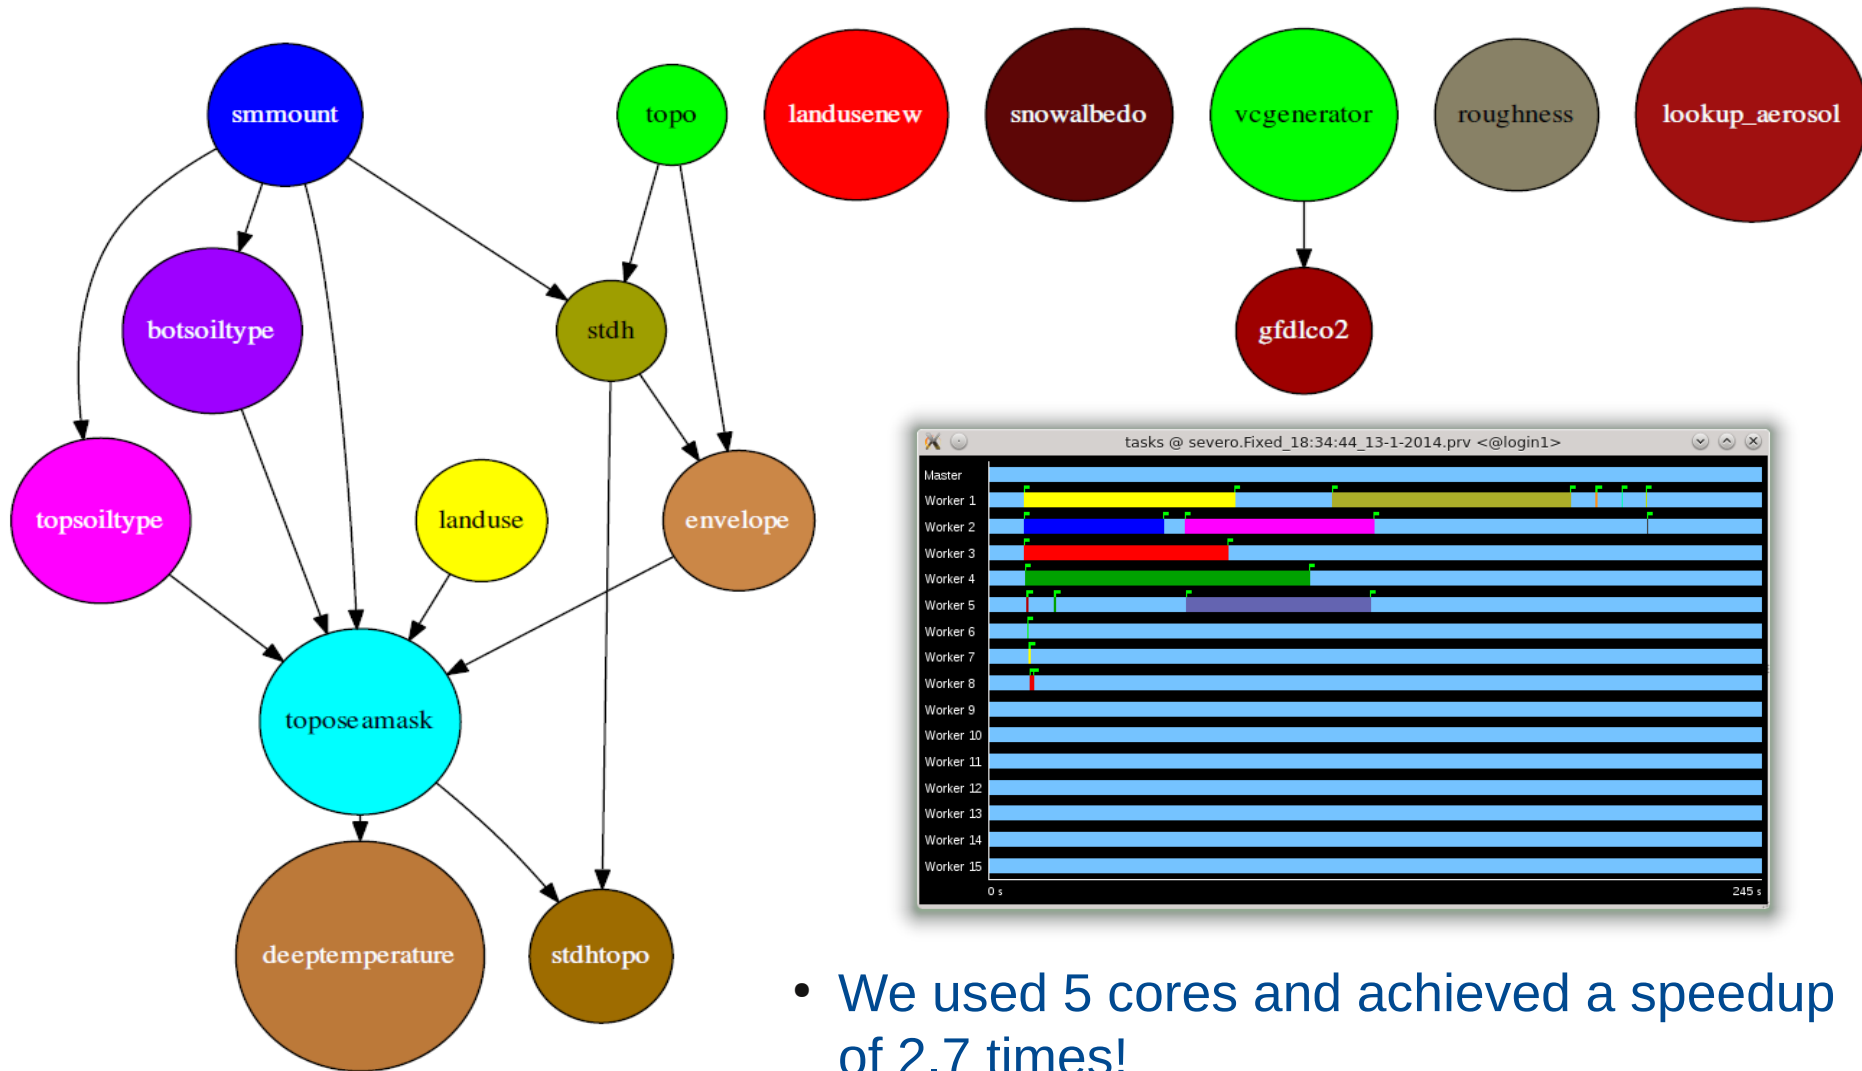 smmount
topo
landusenew
snowalbedo
vcgenerator
roughness
lookup_aerosol
botsoiltype
stdh
gfdlco2
topsoiltype
landuse
envelope
toposeamask
deeptemperature
stdhtopo
tasks @ severo.Fixed_18:34:44_13-1-2014.prv <@login1>
Master
Worker 1
Worker 2
Worker 3
Worker 4
Worker 5
Worker 6
Worker 7
Worker 8
Worker 9
Worker 10
Worker 11
Worker 12
Worker 13
Worker 14
Worker 15
0 s
245 s
• We used 5 cores and achieved a speedup
of 2.7 times!